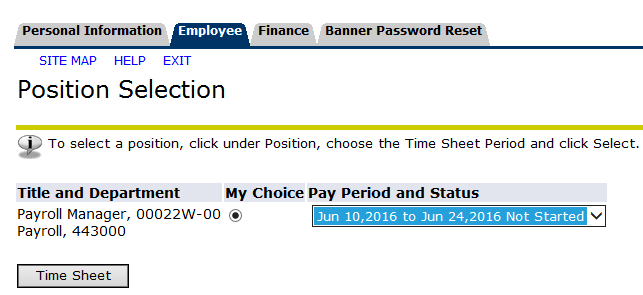 Personal Information Employee Finance Banner Password Reset
SITE MAP HELP EXIT
Position Selection
To select a position, click under Position, choose the Time Sheet Period and click Select.
Title and Department My Choice Pay Period and Status
Payroll Manager, 00022W-00 Jun 10,2016 to Jun 24,2016 Not Started
Payroll, 443000
Time Sheet